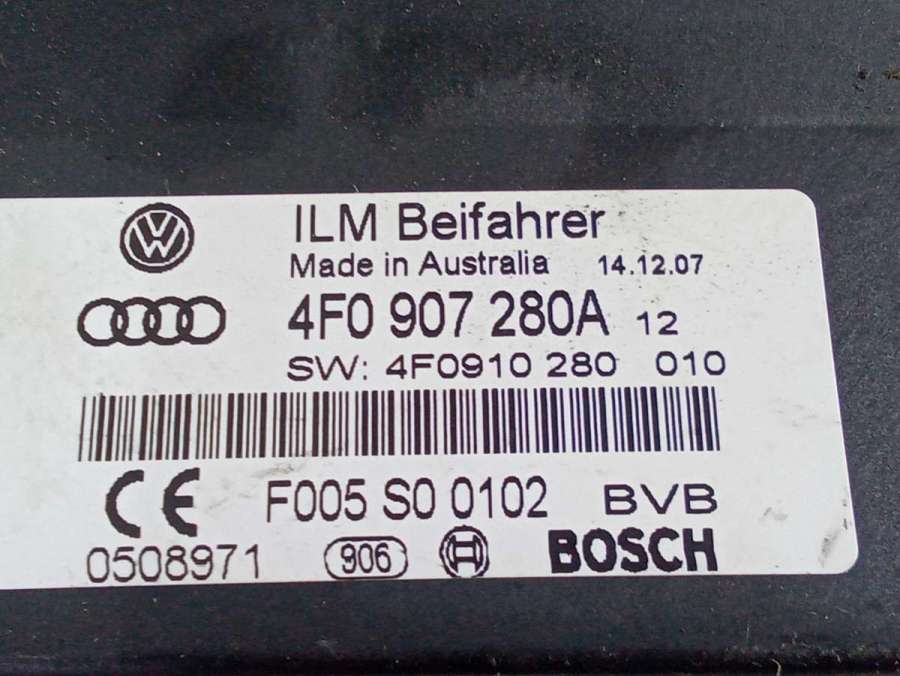 ILM Beifahrer
Made in Australia 14.12.07
4F0 907 280A 12
SW: 4F0910 280 010
CE F005 S0 0102 BVB
0508971 906 BOSCH